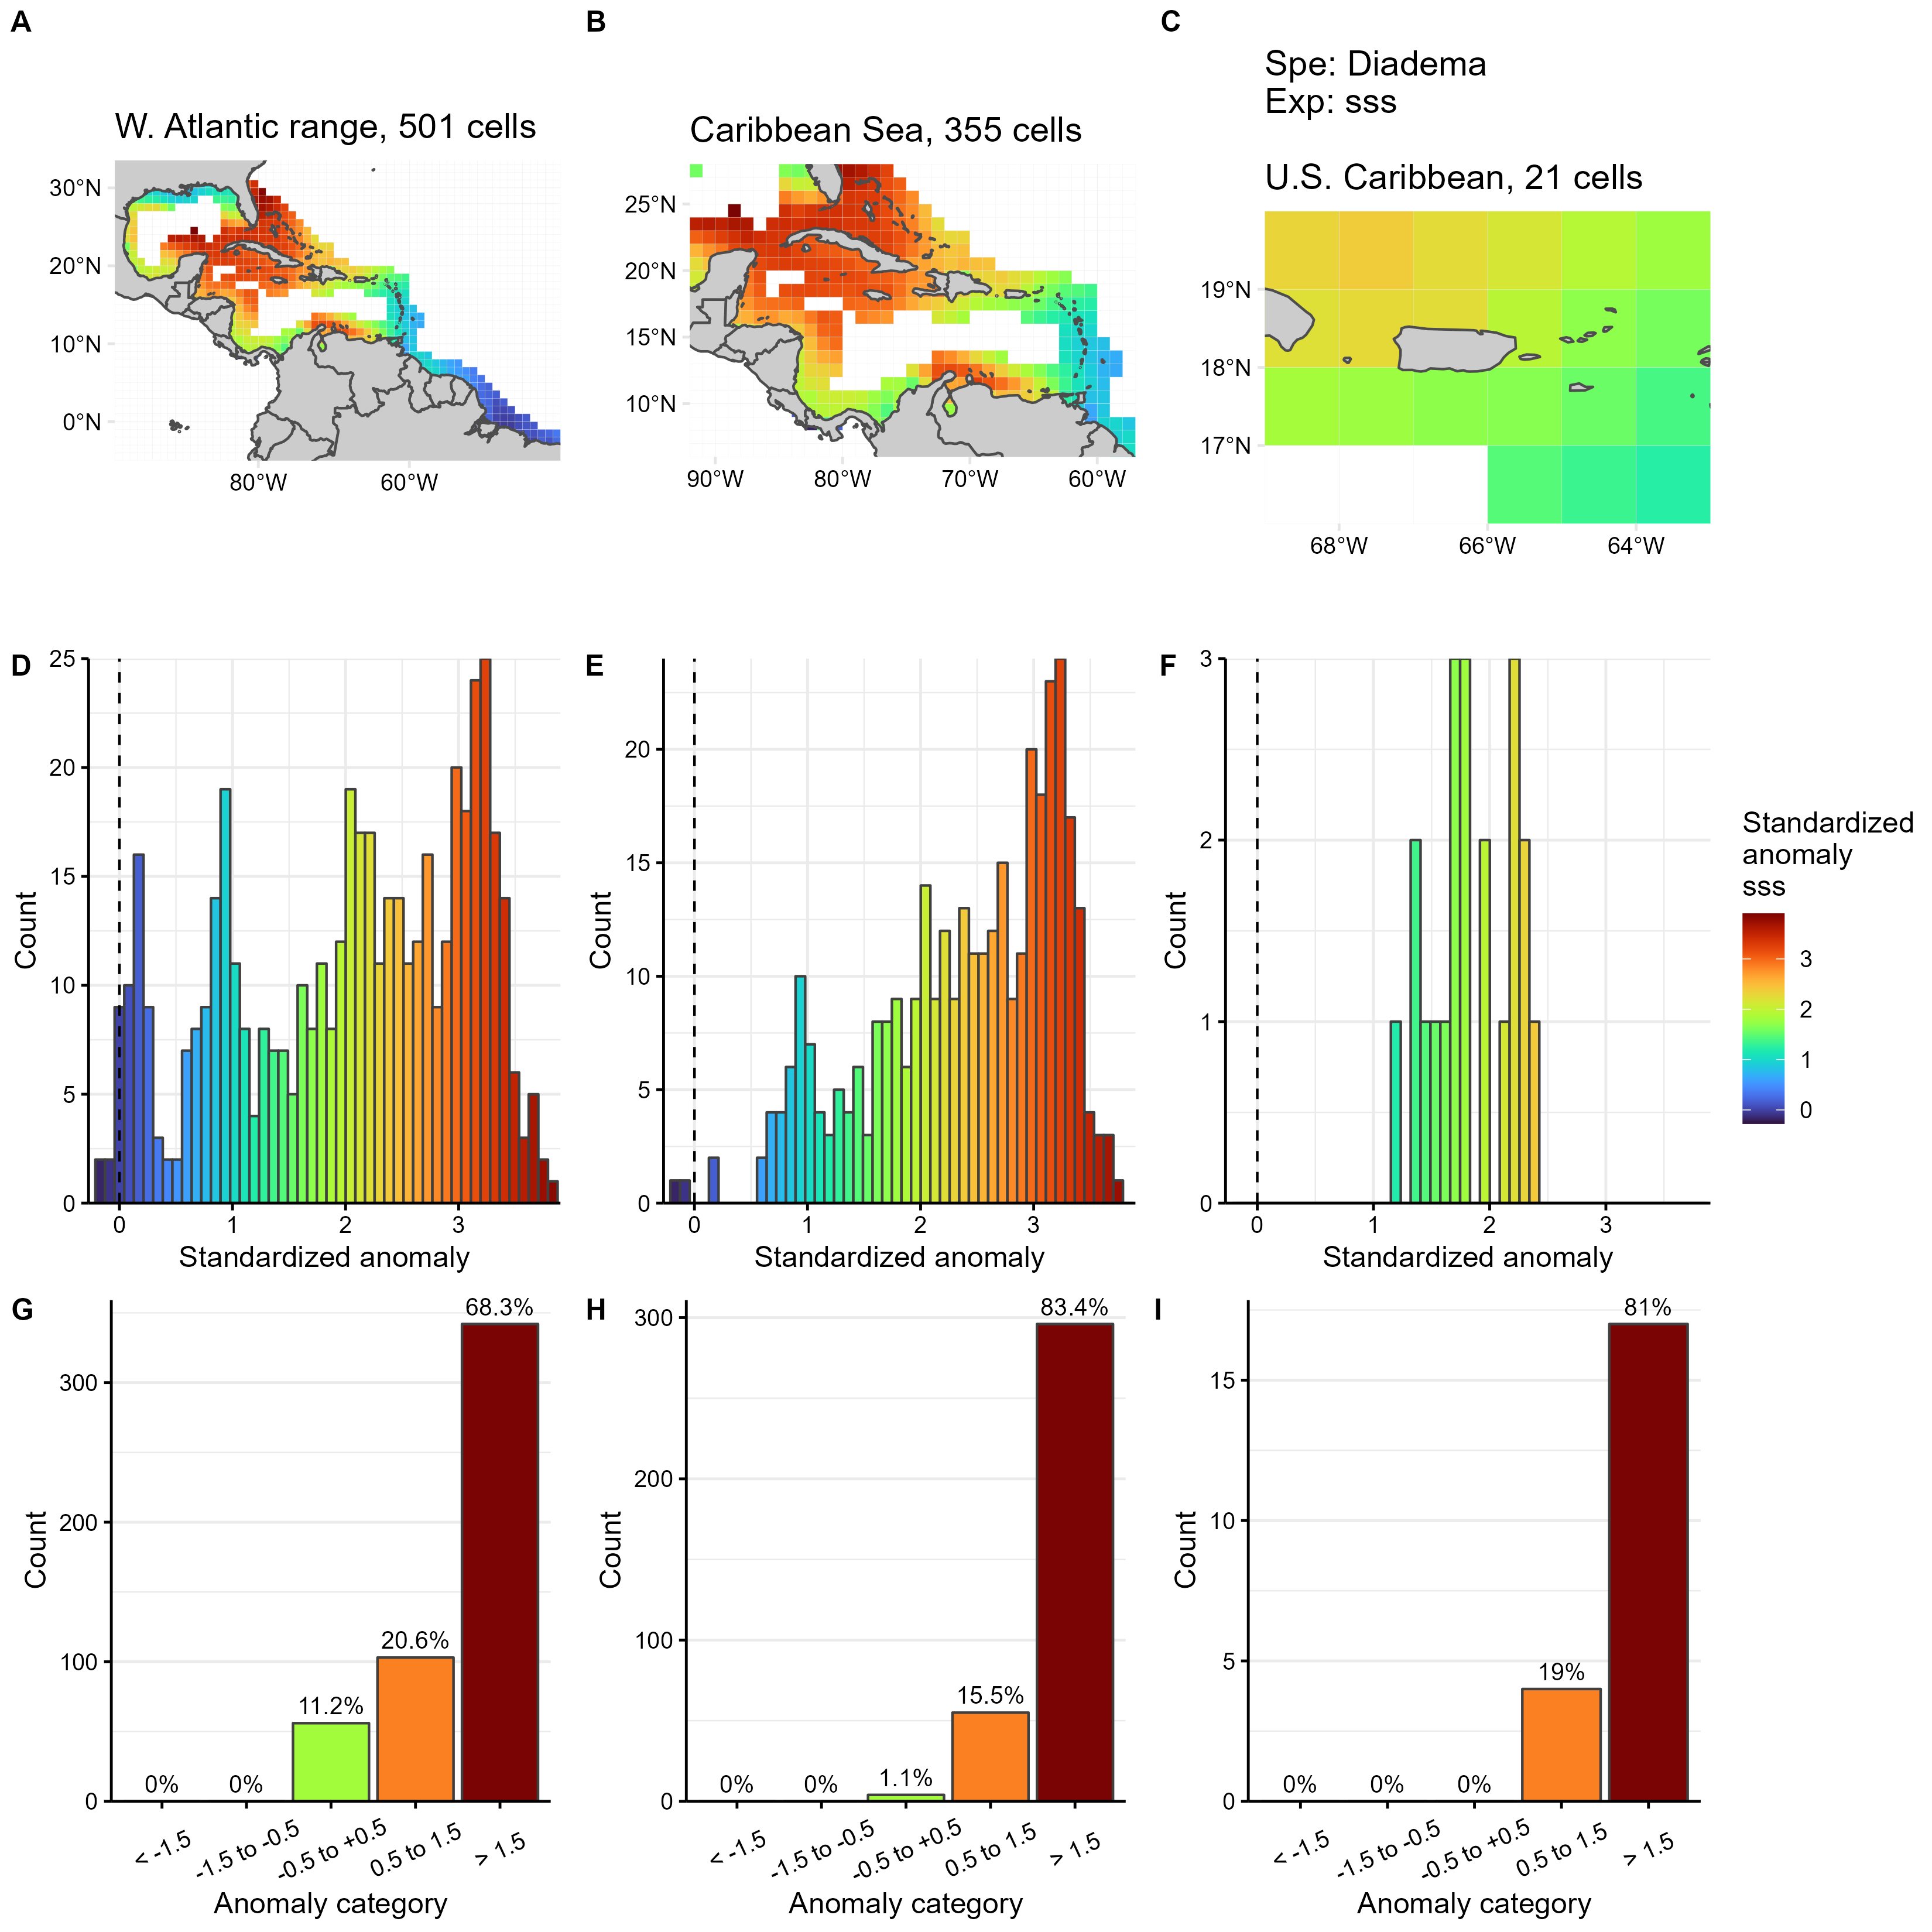 A
B
C
Spe: Diadema
Exp: sss
W. Atlantic range, 501 cells
Caribbean Sea, 355 cells
U.S. Caribbean, 21 cells
30°N
20°N
10°N
0°N
80°W
60°W
25°N
20°N
15°N
10°N
90°W
80°W
70°W
60°W
19°N
18°N
17°N
68°W
66°W
64°W
D
25
20
15
10
5
0
Count
0
1
2
3
Standardized anomaly
E
20
15
10
5
0
Count
0
1
2
3
Standardized anomaly
F
3
2
1
0
Count
0
1
2
3
Standardized anomaly
Standardized
anomaly
sss
3
2
1
0
G
300
200
100
0
Count
0%
0%
11.2%
20.6%
68.3%
< -1.5
-1.5 to -0.5
-0.5 to +0.5
0.5 to 1.5
> 1.5
Anomaly category
H
300
200
100
0
Count
0%
0%
1.1%
15.5%
83.4%
< -1.5
-1.5 to -0.5
-0.5 to +0.5
0.5 to 1.5
> 1.5
Anomaly category
I
15
10
5
0
Count
0%
0%
0%
19%
81%
< -1.5
-1.5 to -0.5
-0.5 to +0.5
0.5 to 1.5
> 1.5
Anomaly category